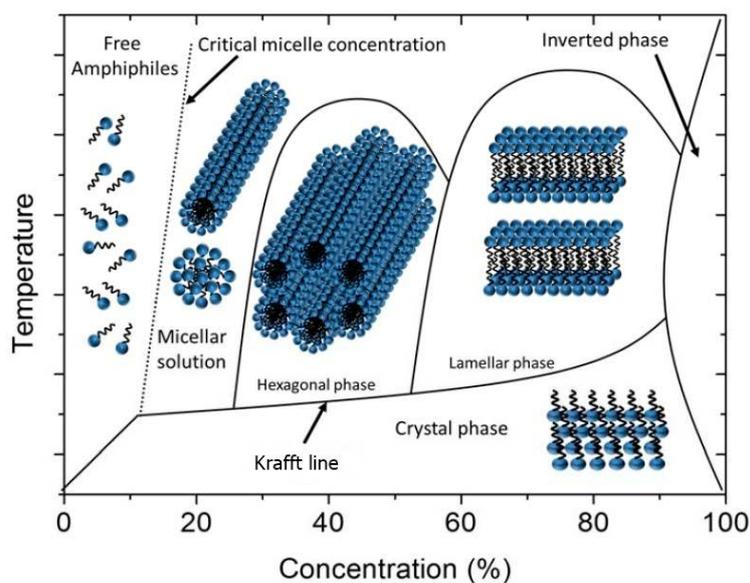 Free
Amphiphiles
Critical micelle concentration
Inverted phase
Temperature
Micellar
solution
Hexagonal phase
Lamellar phase
Crystal phase
Krafft line
0
20
40
60
80
100
Concentration (%)